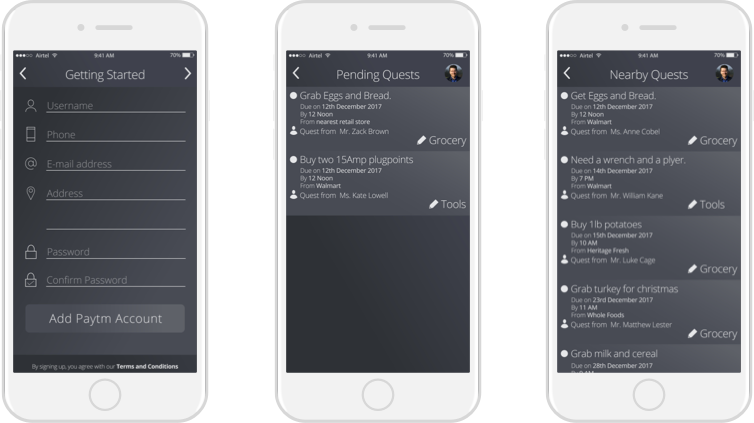 Airtel 9:41 AM 70%
Getting Started
Username
Phone
@ E-mail address
Address
Password
Confirm Password
Add Paytm Account
By signing up, you agree with our Terms and Conditions
Airtel 9:41 AM 70%
Pending Quests
Grab Eggs and Bread.
Due on 12th December 2017
By 12 Noon
From nearest retail store
Quest from Mr. Zack Brown
Grocery
Buy two 15Amp plugpoints
Due on 12th December 2017
By 12 Noon
From Walmart
Quest from Ms. Kate Lowell
Tools
Airtel 9:41 AM 70%
Nearby Quests
Get Eggs and Bread.
Due on 12th December 2017
By 12 Noon
From Walmart
Quest from Ms. Anne Cobel
Grocery
Need a wrench and a plyer.
Due on 14th December 2017
By 7 PM
From Walmart
Quest from Mr. William Kane
Tools
Buy 1lb potatoes
Due on 15th December 2017
By 10 AM
From Heritage Fresh
Quest from Mr. Luke Cage
Grocery
Grab turkey for christmas
Due on 23rd December 2017
By 11 AM
From Whole Foods
Quest from Mr. Matthew Lester
Grocery
Grab milk and cereal
Due on 28th December 2017